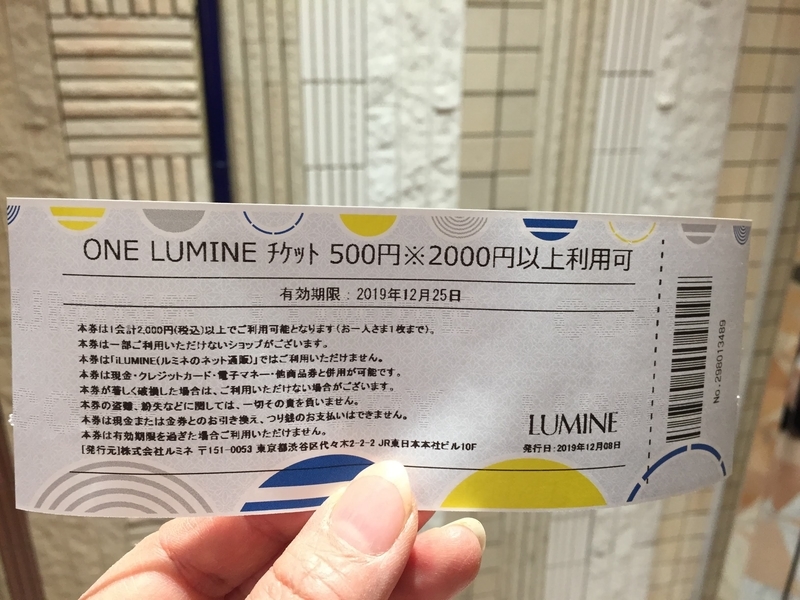 ONE LUMINE ﾁｹｯﾄ 500円※2000円以上利用可
有効期限：2019年12月25日
本券は1会計2,000円(税込)以上でご利用可能となります（お一人さま1枚まで）。
本券は一部ご利用いただけないショップがございます。
本券は「iLUMINE(ルミネのネット通販)」ではご利用いただけません。
本券は現金・クレジットカード・電子マネー・他商品券と併用が可能です。
本券が著しく破損した場合は、ご利用いただけない場合がございます。
本券の盗難、紛失などに関しては、一切その責を負いません。
本券は現金または金券とのお引き換え、つり銭のお支払いはできません。
本券は有効期限を過ぎた場合ご利用いただけません。
[発行元]株式会社ルミネ 〒151-0053 東京都渋谷区代々木2-2-2 JR東日本本社ビル10F
LUMINE
発行日：2019年12月08日
No.298013489